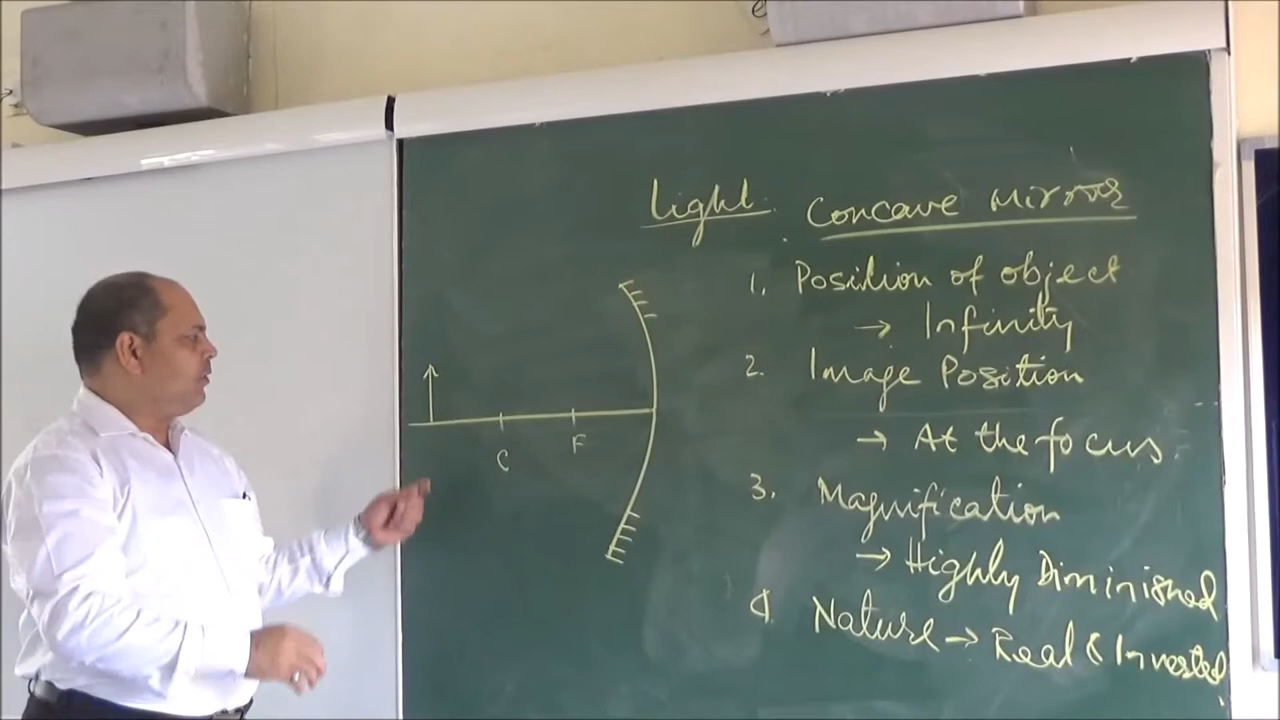 Light. Concave Mirror
1. Position of object
→ Infinity
2. Image Position
→ At the focus
3. Magnification
→ Highly Diminished
4. Nature → Real & Inverted
C
F